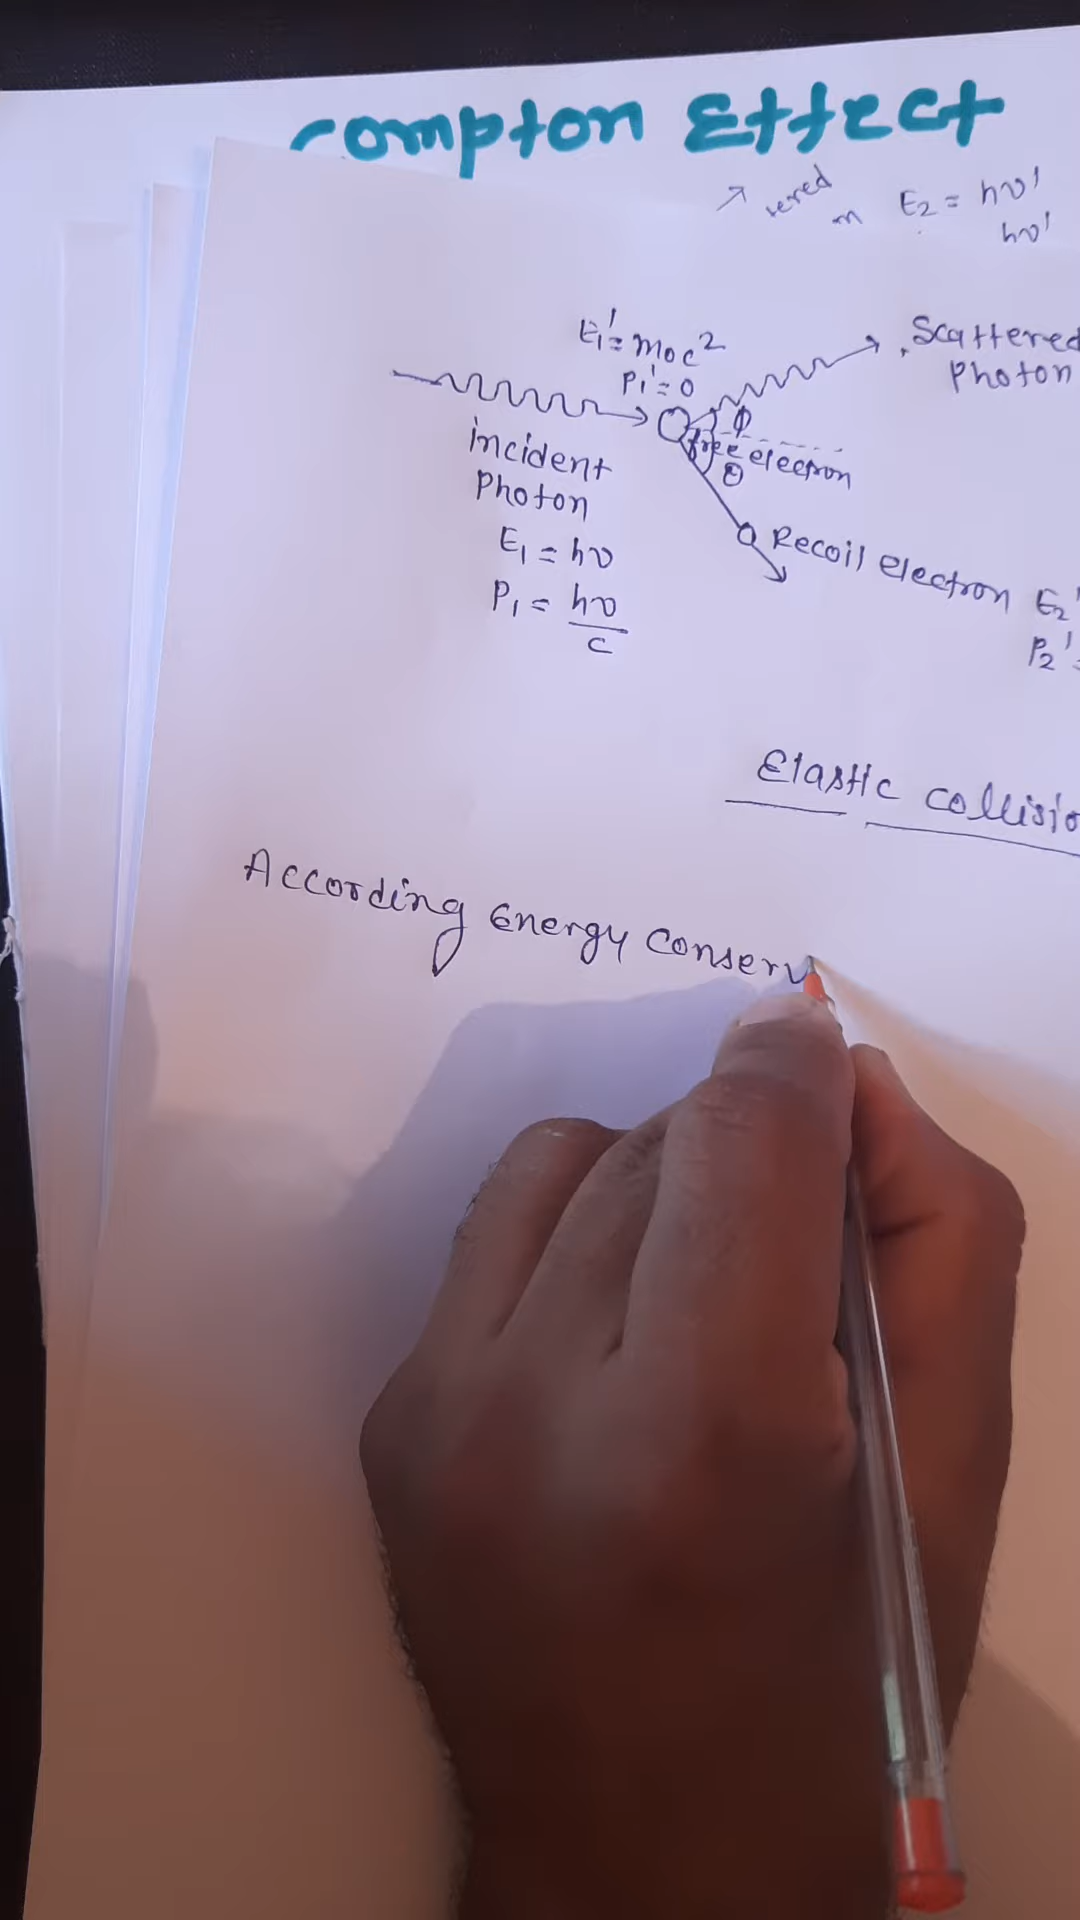 Compton Effect
E2 = hν'
hν'
E1' = m0c2
P1' = 0
Scattered
Photon
incident
Photon
E1 = hν
P1 = hν
c
ϕ
free electron
θ
Recoil electron E2'
P2' =
Elastic collisio
According Energy conserv